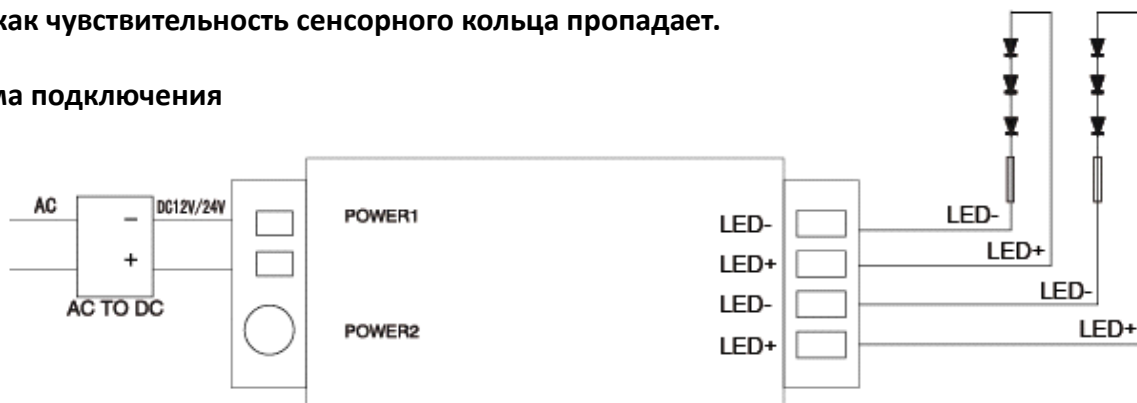 как чувствительность сенсорного кольца пропадает.
ма подключения
AC
DC12V/24V
−
+
AC TO DC
POWER1
POWER2
LED-
LED+
LED-
LED+
LED-
LED+
LED-
LED+